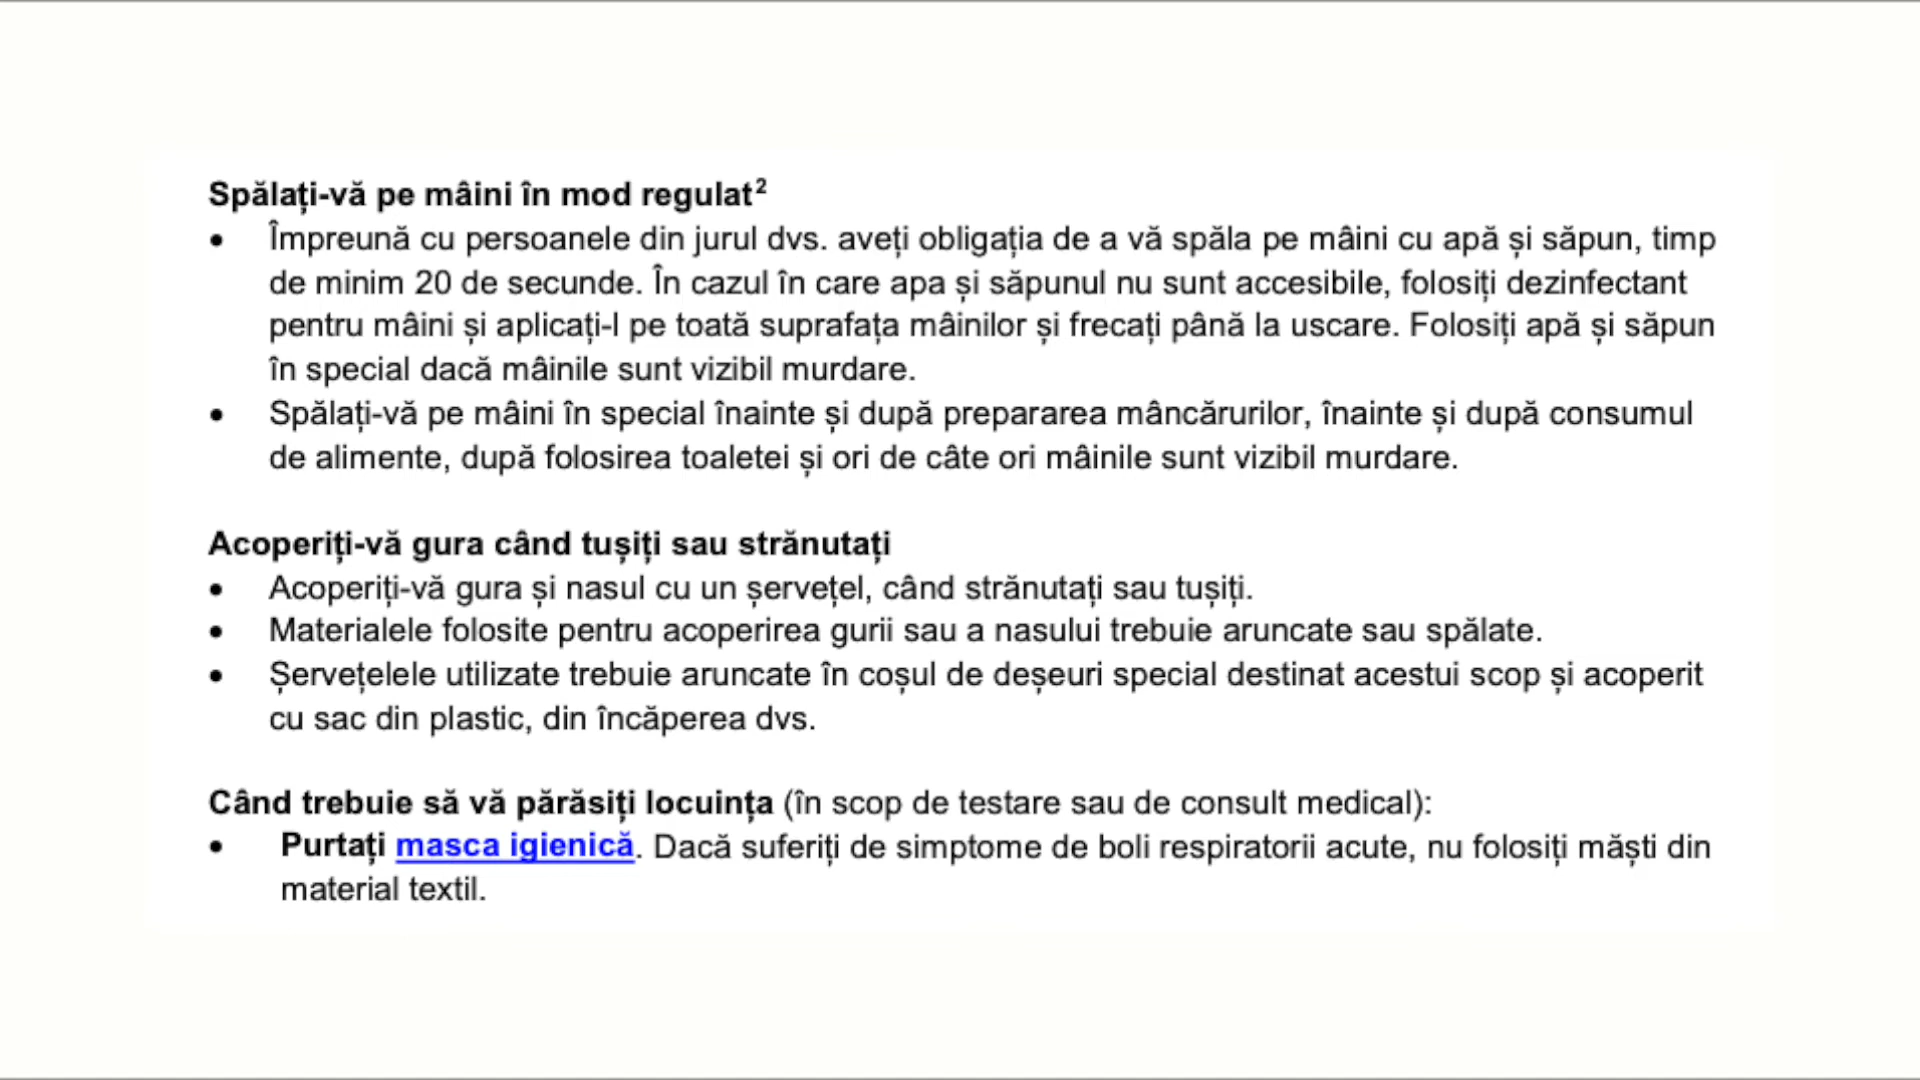 Spălați-vă pe mâini în mod regulat²
• Împreună cu persoanele din jurul dvs. aveți obligația de a vă spăla pe mâini cu apă și săpun, timp
de minim 20 de secunde. În cazul în care apa și săpunul nu sunt accesibile, folosiți dezinfectant
pentru mâini și aplicați-l pe toată suprafața mâinilor și frecați până la uscare. Folosiți apă și săpun
în special dacă mâinile sunt vizibil murdare.
• Spălați-vă pe mâini în special înainte și după prepararea mâncărurilor, înainte și după consumul
de alimente, după folosirea toaletei și ori de câte ori mâinile sunt vizibil murdare.
Acoperiți-vă gura când tușiți sau strănutați
• Acoperiți-vă gura și nasul cu un șervețel, când strănutați sau tușiți.
• Materialele folosite pentru acoperirea gurii sau a nasului trebuie aruncate sau spălate.
• Șervețelele utilizate trebuie aruncate în coșul de deșeuri special destinat acestui scop și acoperit
cu sac din plastic, din încăperea dvs.
Când trebuie să vă părăsiți locuința (în scop de testare sau de consult medical):
• Purtați masca igienică. Dacă suferiți de simptome de boli respiratorii acute, nu folosiți măști din
material textil.